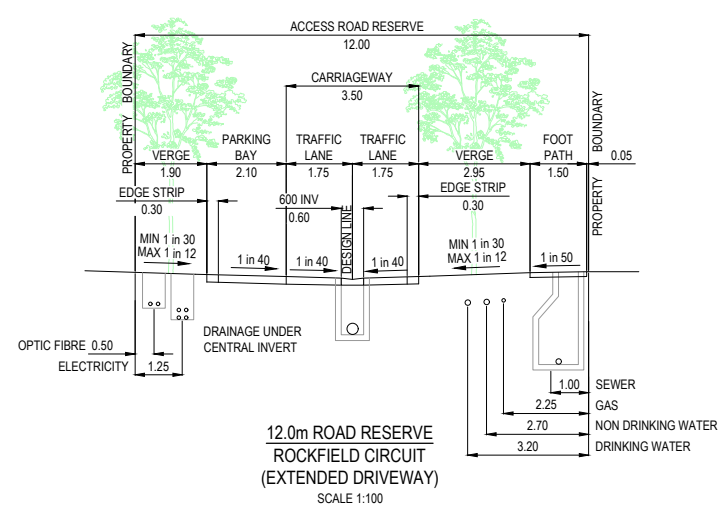 ACCESS ROAD RESERVE
12.00
CARRIAGEWAY
3.50
PROPERTY BOUNDARY
VERGE
1.90
PARKING
BAY
2.10
TRAFFIC
LANE
1.75
TRAFFIC
LANE
1.75
VERGE
2.95
FOOT
PATH
1.50
0.05
PROPERTY BOUNDARY
EDGE STRIP
0.30
600 INV
0.60
DESIGN LINE
EDGE STRIP
0.30
MIN 1 in 30
MAX 1 in 12
1 in 40
1 in 40
1 in 40
MIN 1 in 30
MAX 1 in 12
1 in 50
DRAINAGE UNDER
CENTRAL INVERT
OPTIC FIBRE 0.50
ELECTRICITY 1.25
1.00 SEWER
2.25 GAS
2.70 NON DRINKING WATER
3.20 DRINKING WATER
12.0m ROAD RESERVE
ROCKFIELD CIRCUIT
(EXTENDED DRIVEWAY)
SCALE 1:100